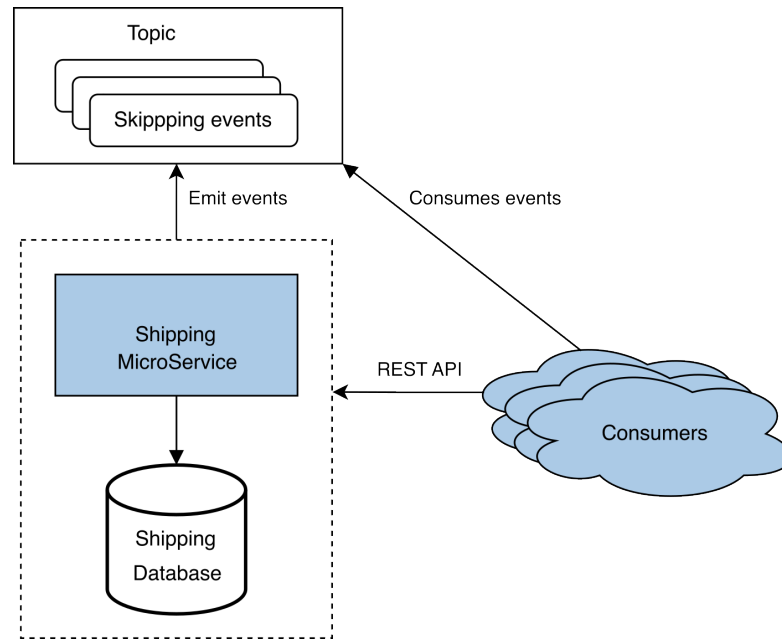 Topic
Skippping events
Emit events
Consumes events
Shipping
MicroService
REST API
Consumers
Shipping
Database